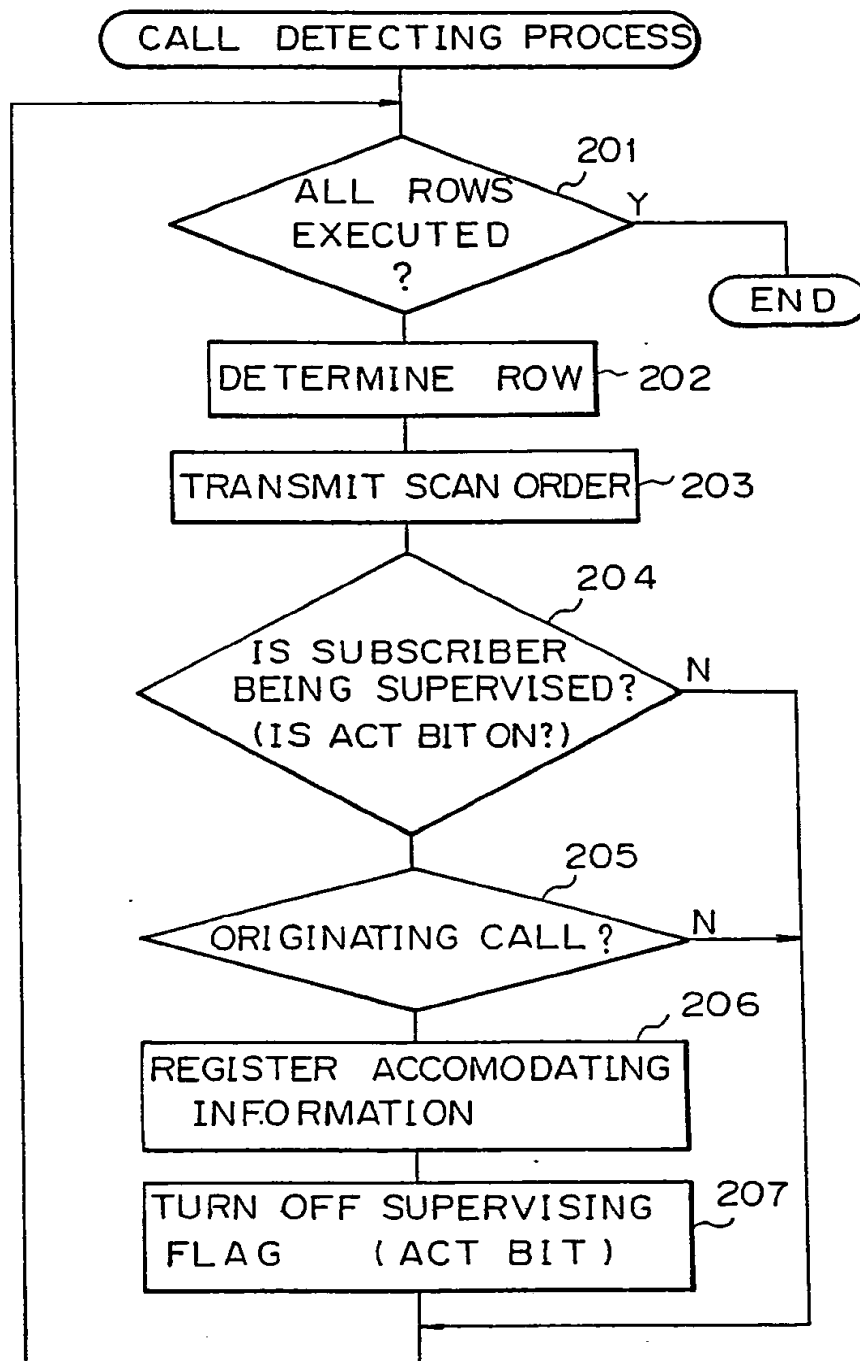 CALL DETECTING PROCESS
201
ALL ROWS
EXECUTED
?
Y
END
DETERMINE ROW
202
TRANSMIT SCAN ORDER
203
204
IS SUBSCRIBER
BEING SUPERVISED?
(IS ACT BIT ON?)
N
205
ORIGINATING CALL?
N
206
REGISTER ACCOMODATING
INFORMATION
207
TURN OFF SUPERVISING
FLAG (ACT BIT)